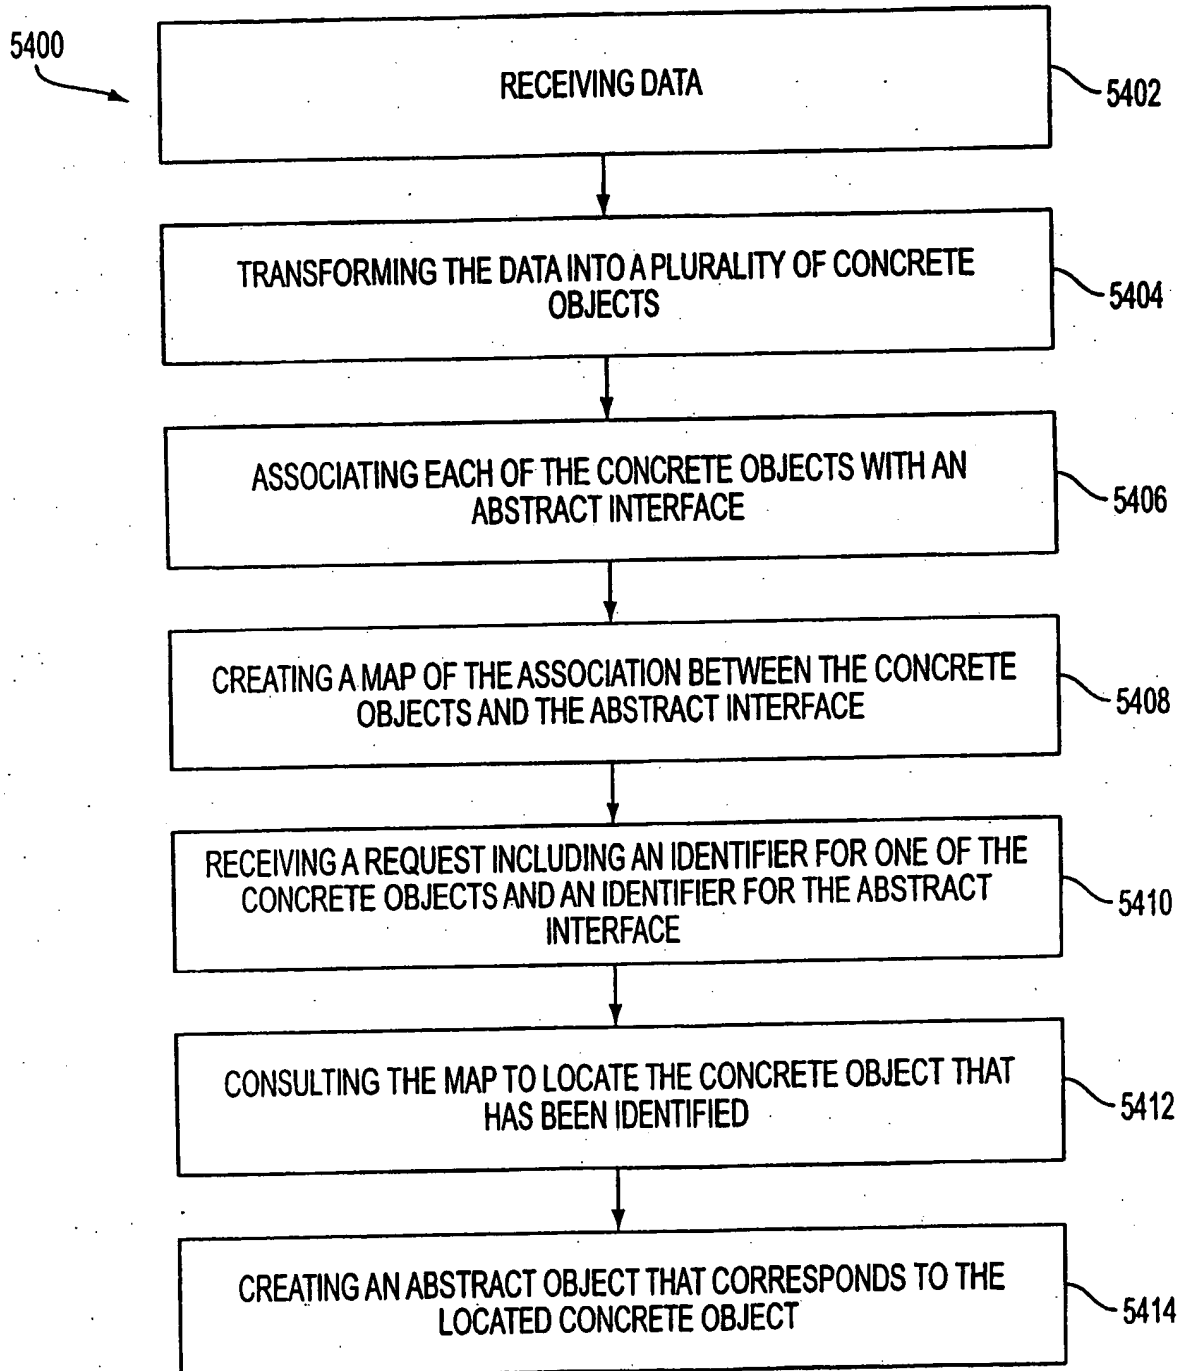 5400
RECEIVING DATA
5402
TRANSFORMING THE DATA INTO A PLURALITY OF CONCRETE
OBJECTS
5404
ASSOCIATING EACH OF THE CONCRETE OBJECTS WITH AN
ABSTRACT INTERFACE
5406
CREATING A MAP OF THE ASSOCIATION BETWEEN THE CONCRETE
OBJECTS AND THE ABSTRACT INTERFACE
5408
RECEIVING A REQUEST INCLUDING AN IDENTIFIER FOR ONE OF THE
CONCRETE OBJECTS AND AN IDENTIFIER FOR THE ABSTRACT
INTERFACE
5410
CONSULTING THE MAP TO LOCATE THE CONCRETE OBJECT THAT
HAS BEEN IDENTIFIED
5412
CREATING AN ABSTRACT OBJECT THAT CORRESPONDS TO THE
LOCATED CONCRETE OBJECT
5414